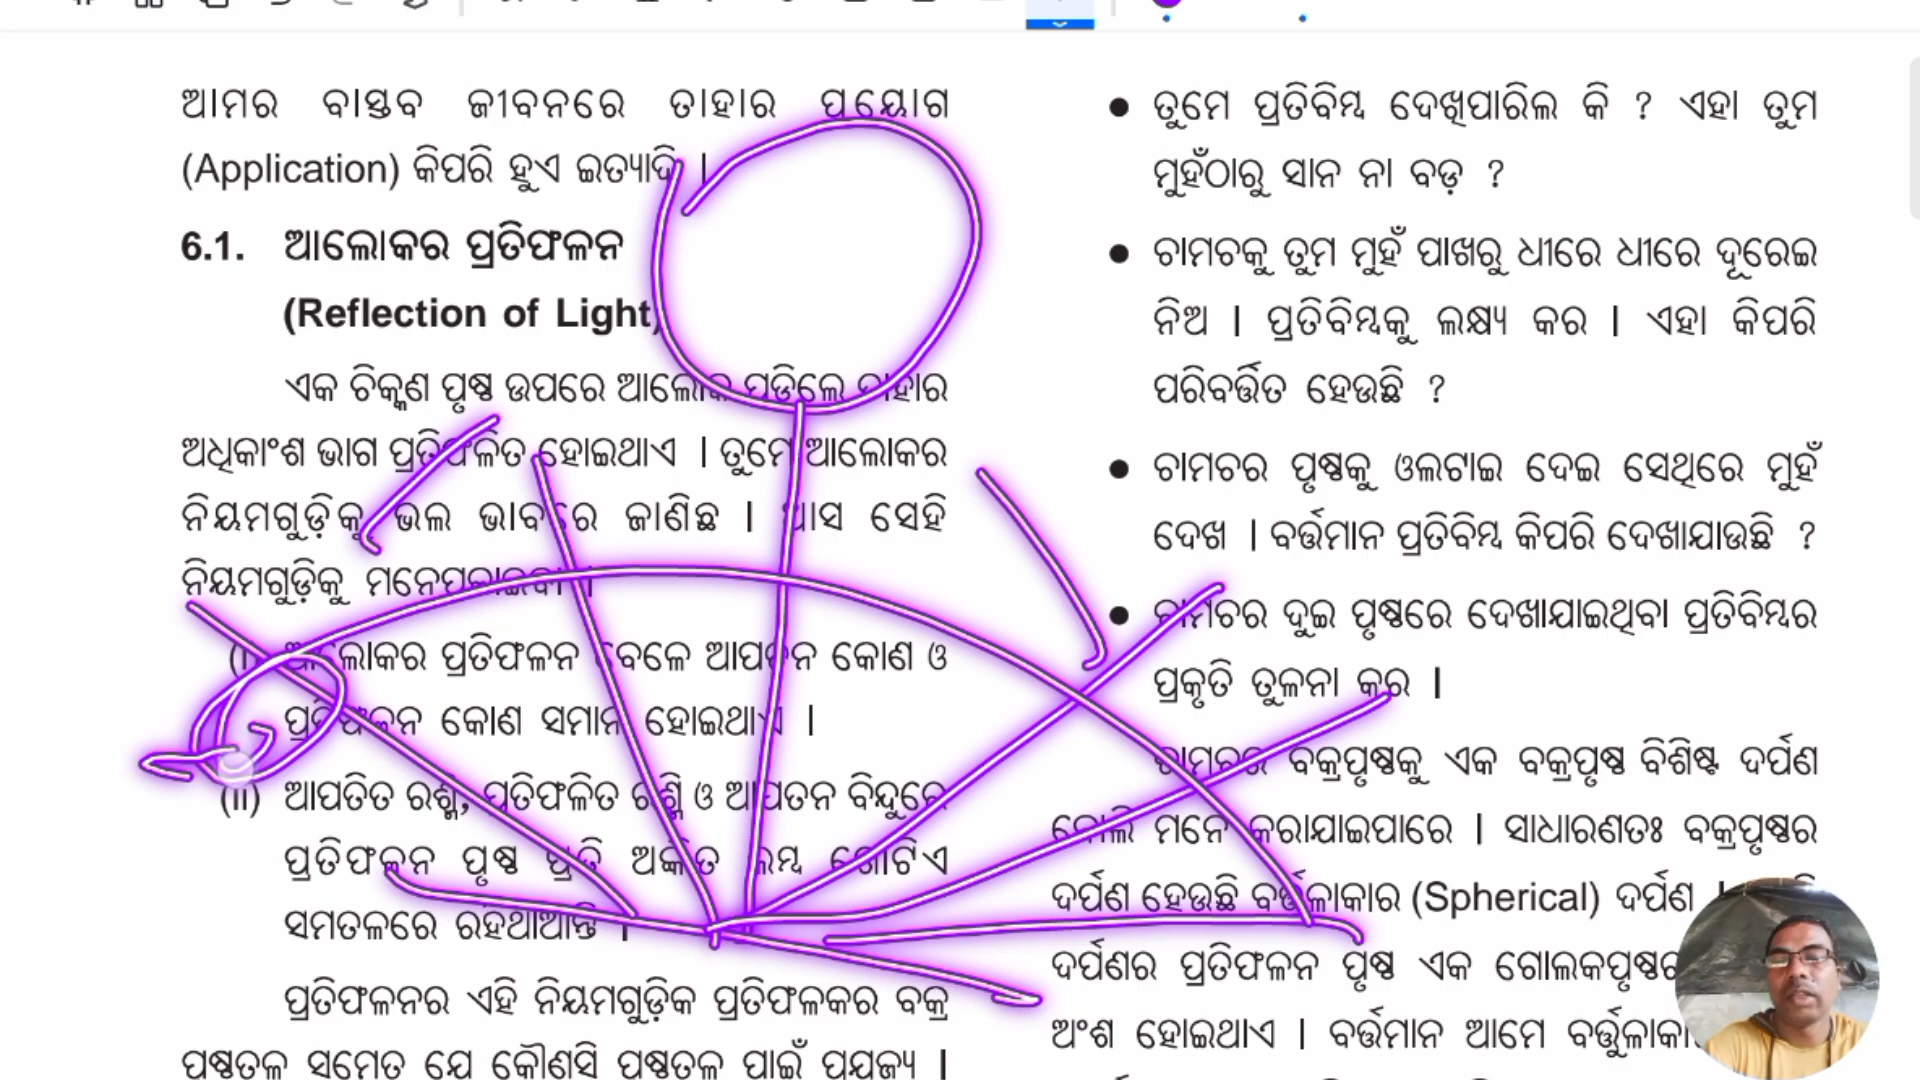 ଆମର ବାସ୍ତବ ଜୀବନରେ ତାହାର ପ୍ରୟୋଗ
(Application) କିପରି ହୁଏ ଇତ୍ୟାଦି |
6.1. ଆଲୋକର ପ୍ରତିଫଳନ
(Reflection of Light)
ଏକ ଚିକ୍କଣ ପୃଷ୍ଠ ଉପରେ ଆଲୋକ ପଡ଼ିଲେ ତାହାର
ଅଧିକାଂଶ ଭାଗ ପ୍ରତିଫଳିତ ହୋଇଥାଏ | ତୁମେ ଆଲୋକର
ନିୟମଗୁଡ଼ିକୁ ଭଲ ଭାବରେ ଜାଣିଛ | ଆସ ସେହି
ନିୟମଗୁଡ଼ିକୁ ମନେପକାଇବା |
(i) ଆଲୋକର ପ୍ରତିଫଳନ ବେଳେ ଆପତନ କୋଣ ଓ
ପ୍ରତିଫଳନ କୋଣ ସମାନ ହୋଇଥାଏ |
(ii) ଆପତିତ ରଶ୍ମି, ପ୍ରତିଫଳିତ ରଶ୍ମି ଓ ଆପତନ ବିନ୍ଦୁରେ
ପ୍ରତିଫଳନ ପୃଷ୍ଠ ପ୍ରତି ଅଙ୍କିତ ଲମ୍ବ ଗୋଟିଏ
ସମତଳରେ ରହିଥାଆନ୍ତି |
ପ୍ରତିଫଳନର ଏହି ନିୟମଗୁଡ଼ିକ ପ୍ରତିଫଳକର ବକ୍ର
ପୃଷ୍ଠତଳ ସମେତ ଯେ କୌଣସି ପୃଷ୍ଠତଳ ପାଇଁ ପ୍ରଯୁଜ୍ୟ |
● ତୁମେ ପ୍ରତିବିମ୍ବ ଦେଖିପାରିଲ କି ? ଏହା ତୁମ
ମୁହଁଠାରୁ ସାନ ନା ବଡ଼ ?
● ଚାମଚକୁ ତୁମ ମୁହଁ ପାଖରୁ ଧୀରେ ଧୀରେ ଦୂରେଇ
ନିଅ | ପ୍ରତିବିମ୍ବକୁ ଲକ୍ଷ୍ୟ କର | ଏହା କିପରି
ପରିବର୍ତ୍ତିତ ହେଉଛି ?
● ଚାମଚର ପୃଷ୍ଠକୁ ଓଲଟାଇ ଦେଇ ସେଥିରେ ମୁହଁ
ଦେଖ | ବର୍ତ୍ତମାନ ପ୍ରତିବିମ୍ବ କିପରି ଦେଖାଯାଉଛି ?
● ଚାମଚର ଦୁଇ ପୃଷ୍ଠରେ ଦେଖାଯାଇଥିବା ପ୍ରତିବିମ୍ବର
ପ୍ରକୃତି ତୁଳନା କର |
ଚାମଚର ବକ୍ରପୃଷ୍ଠକୁ ଏକ ବକ୍ରପୃଷ୍ଠ ବିଶିଷ୍ଟ ଦର୍ପଣ
ବୋଲି ମନେ କରାଯାଇପାରେ | ସାଧାରଣତଃ ବକ୍ରପୃଷ୍ଠର
ଦର୍ପଣ ହେଉଛି ବର୍ତ୍ତୁଳାକାର (Spherical) ଦର୍ପଣ |
ଦର୍ପଣର ପ୍ରତିଫଳନ ପୃଷ୍ଠ ଏକ ଗୋଲକପୃଷ୍ଠର
ଅଂଶ ହୋଇଥାଏ | ବର୍ତ୍ତମାନ ଆମେ